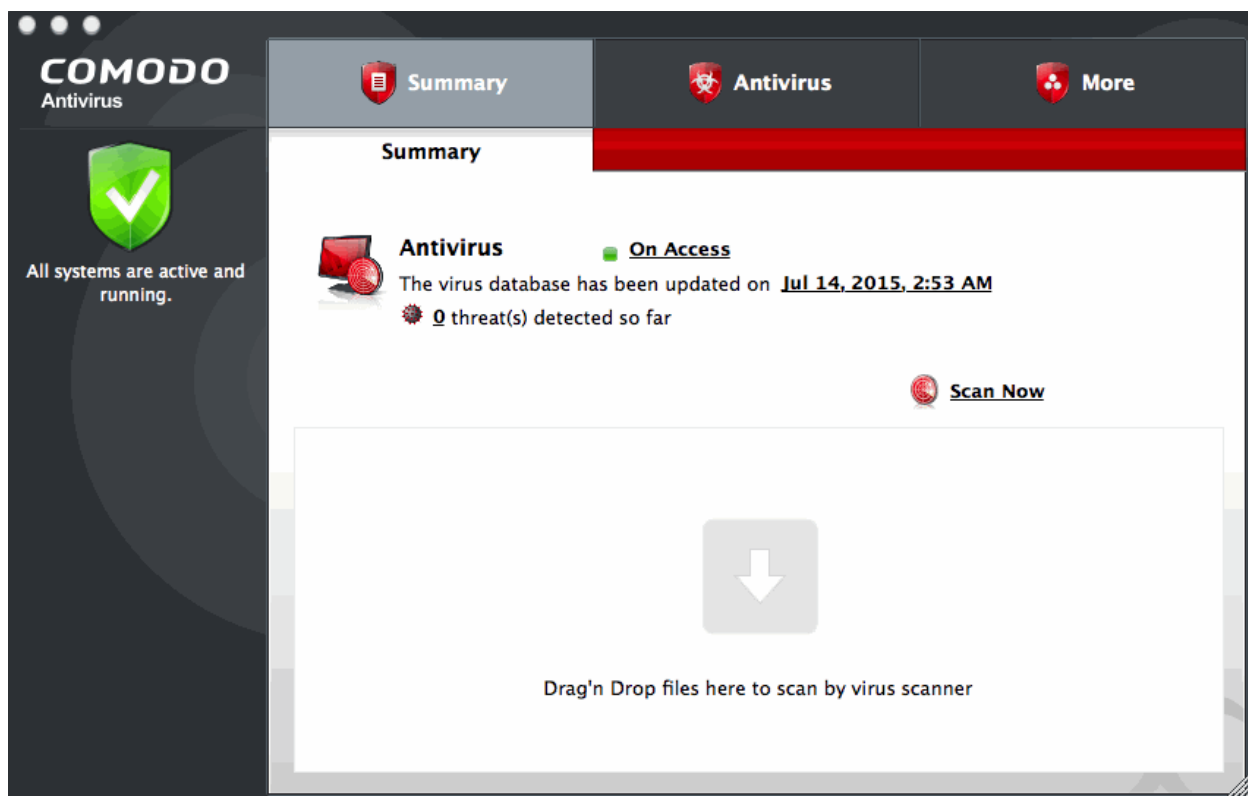 COMODO
Antivirus
Summary
Antivirus
More
Summary
All systems are active and
running.
Antivirus
On Access
The virus database has been updated on Jul 14, 2015, 2:53 AM
0 threat(s) detected so far
Scan Now
Drag'n Drop files here to scan by virus scanner